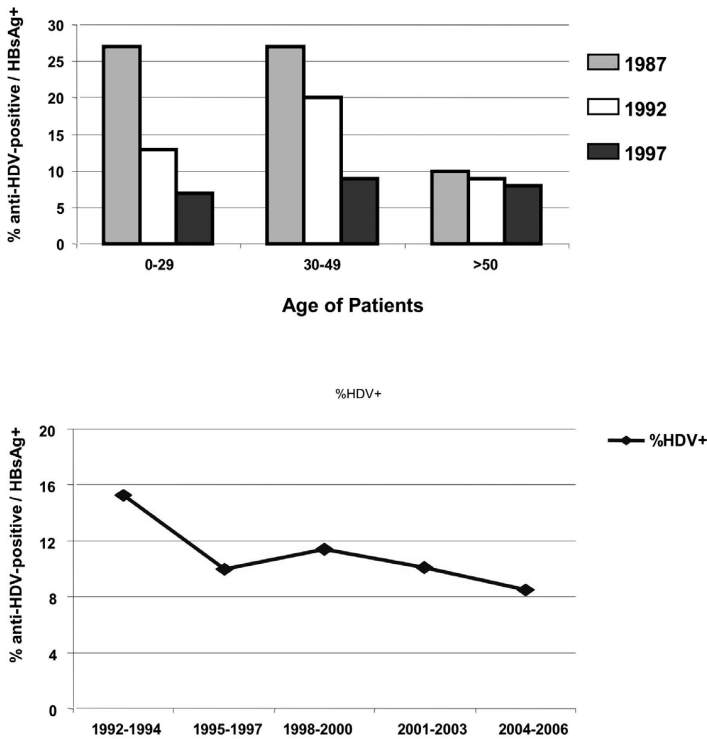 % anti-HDV-positive / HBsAg+
30
25
20
15
10
5
0
0-29 30-49 >50
Age of Patients
1987
1992
1997
%HDV+
% anti-HDV-positive / HBsAg+
20
16
12
8
4
0
1992-1994 1995-1997 1998-2000 2001-2003 2004-2006
%HDV+